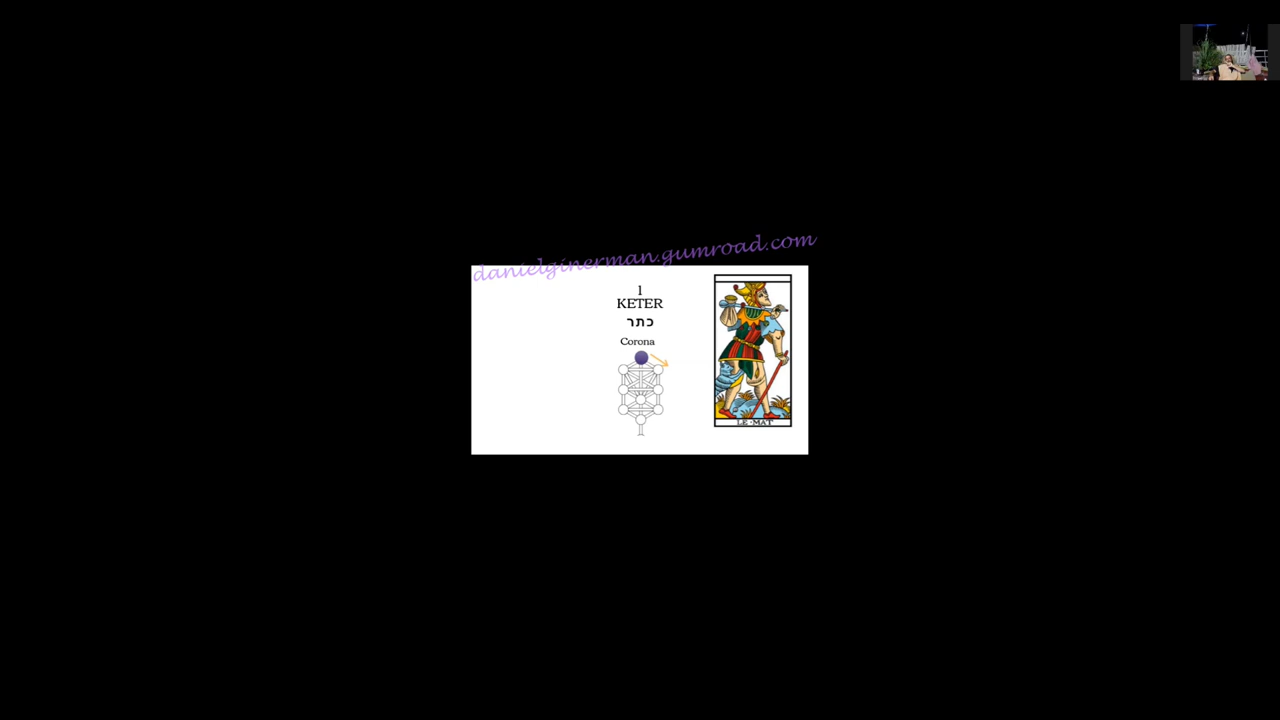 danielginerman.gumroad.com
1
KETER
כתר
Corona
LE·MAT